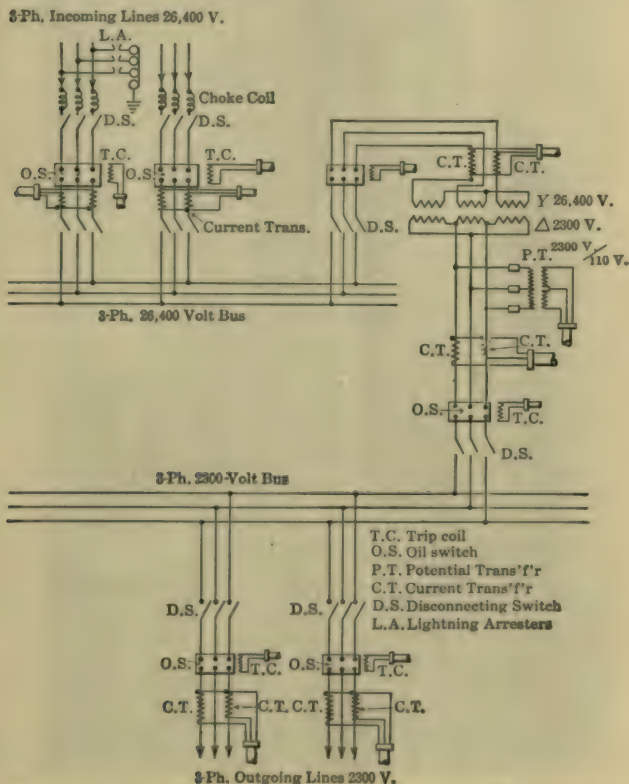 3-Ph. Incoming Lines 26,400 V.
L.A.
Choke Coil
D.S.
D.S.
O.S.
T.C.
O.S.
T.C.
Current Trans.
D.S.
C.T.
C.T.
Y 26,400 V.
Δ 2300 V.
P.T. 2300 V/110 V.
3-Ph. 26,400 Volt Bus
C.T.
C.T.
O.S.
T.C.
D.S.
3-Ph. 2300-Volt Bus
T.C. Trip coil
O.S. Oil switch
P.T. Potential Trans'f'r
C.T. Current Trans'f'r
D.S. Disconnecting Switch
L.A. Lightning Arresters
D.S.
D.S.
O.S.
T.C.
O.S.
T.C.
C.T.
C.T.
C.T.
C.T.
3-Ph. Outgoing Lines 2300 V.